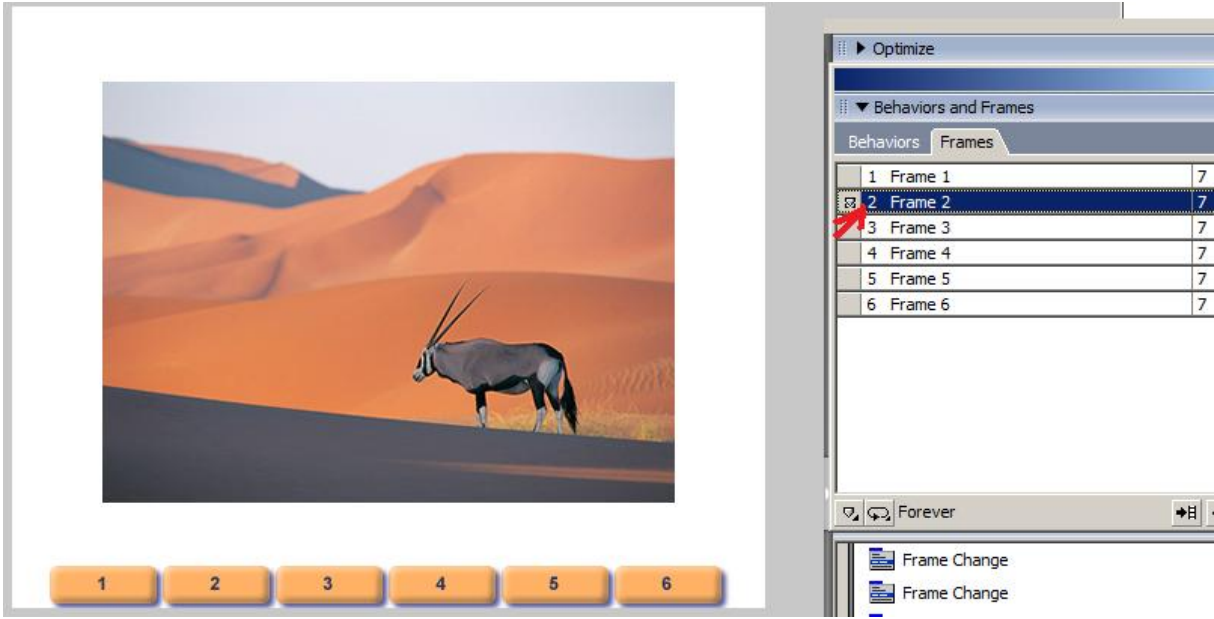 Optimize
Behaviors and Frames
Behaviors Frames
1 Frame 1 7
2 Frame 2 7
3 Frame 3 7
4 Frame 4 7
5 Frame 5 7
6 Frame 6 7
Forever
Frame Change
Frame Change
1 2 3 4 5 6